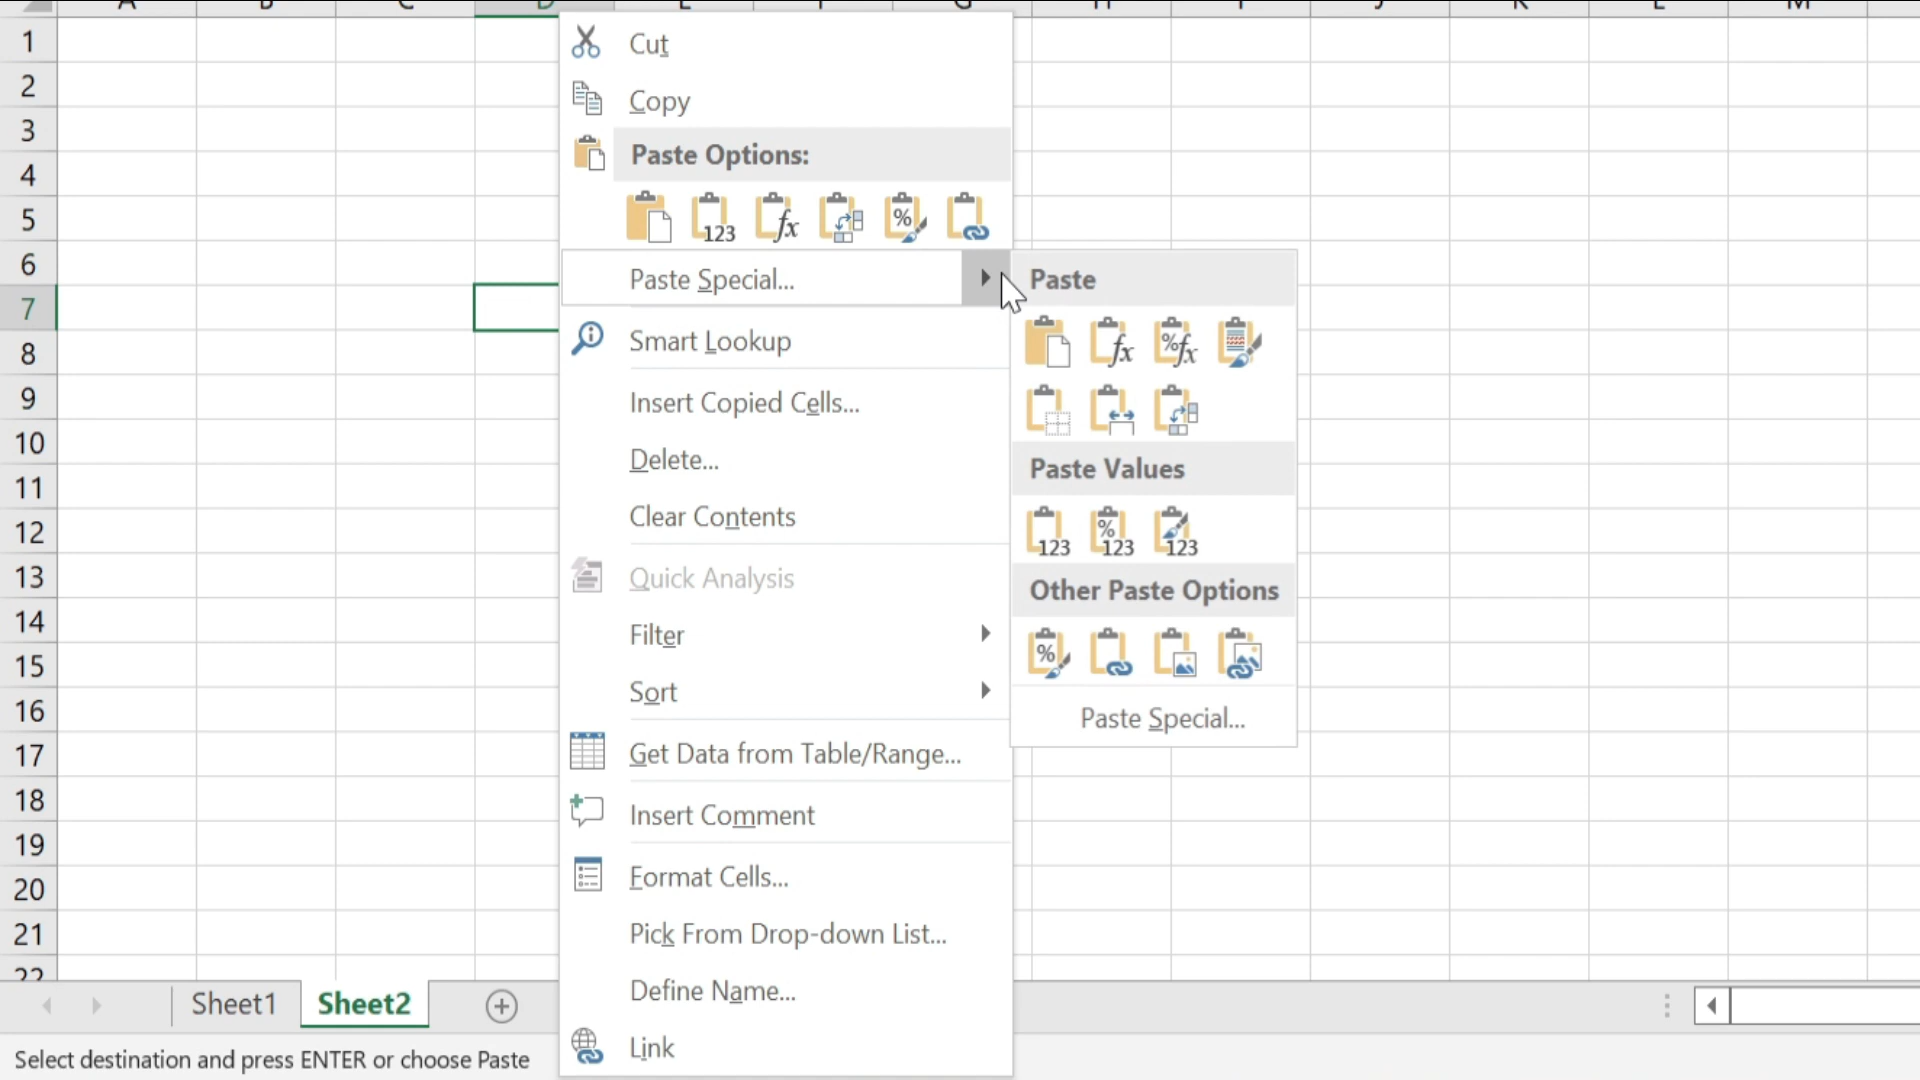 A B C D E F G H I J K L M
1
2
3
4
5
6
7
8
9
10
11
12
13
14
15
16
17
18
19
20
21
22
Cut
Copy
Paste Options:
123 fx %
Paste Special...
Smart Lookup
Insert Copied Cells...
Delete...
Clear Contents
Quick Analysis
Filter
Sort
Get Data from Table/Range...
Insert Comment
Format Cells...
Pick From Drop-down List...
Define Name...
Link
Paste
fx %fx
Paste Values
123 % 123 123
Other Paste Options
%
Paste Special...
Sheet1 Sheet2
Select destination and press ENTER or choose Paste